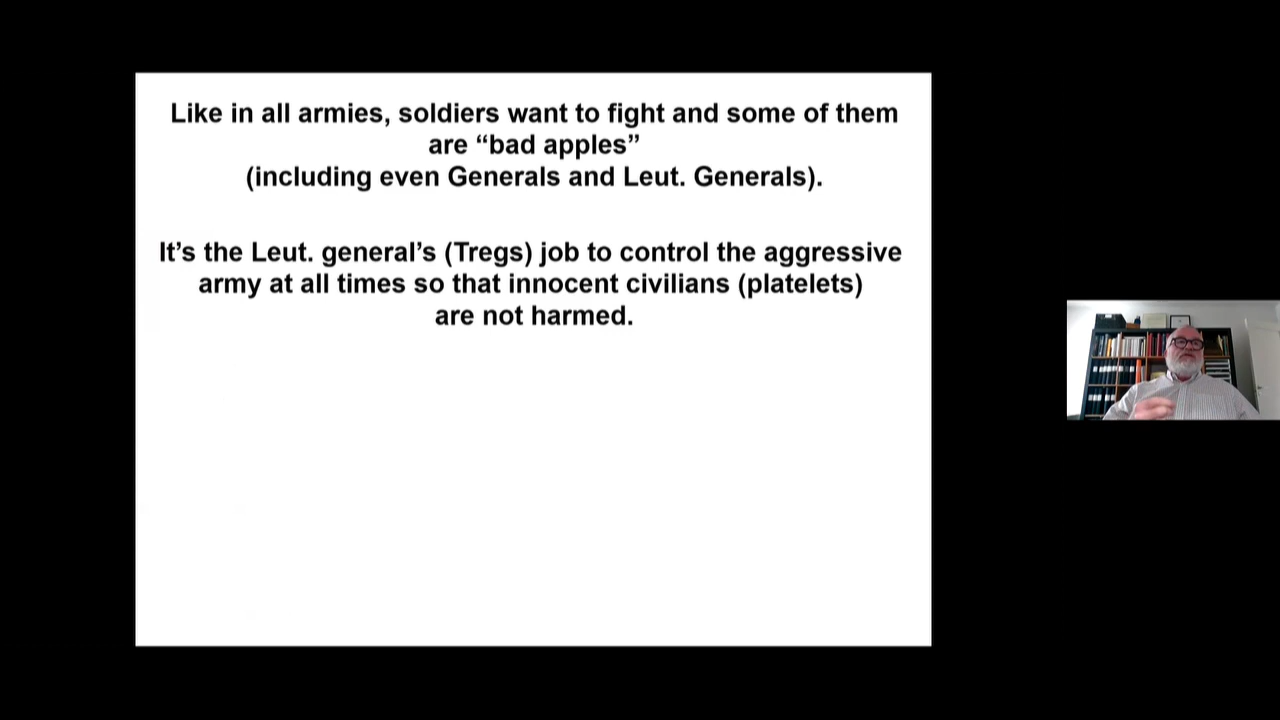 Like in all armies, soldiers want to fight and some of them
are “bad apples”
(including even Generals and Leut. Generals).
It’s the Leut. general’s (Tregs) job to control the aggressive
army at all times so that innocent civilians (platelets)
are not harmed.